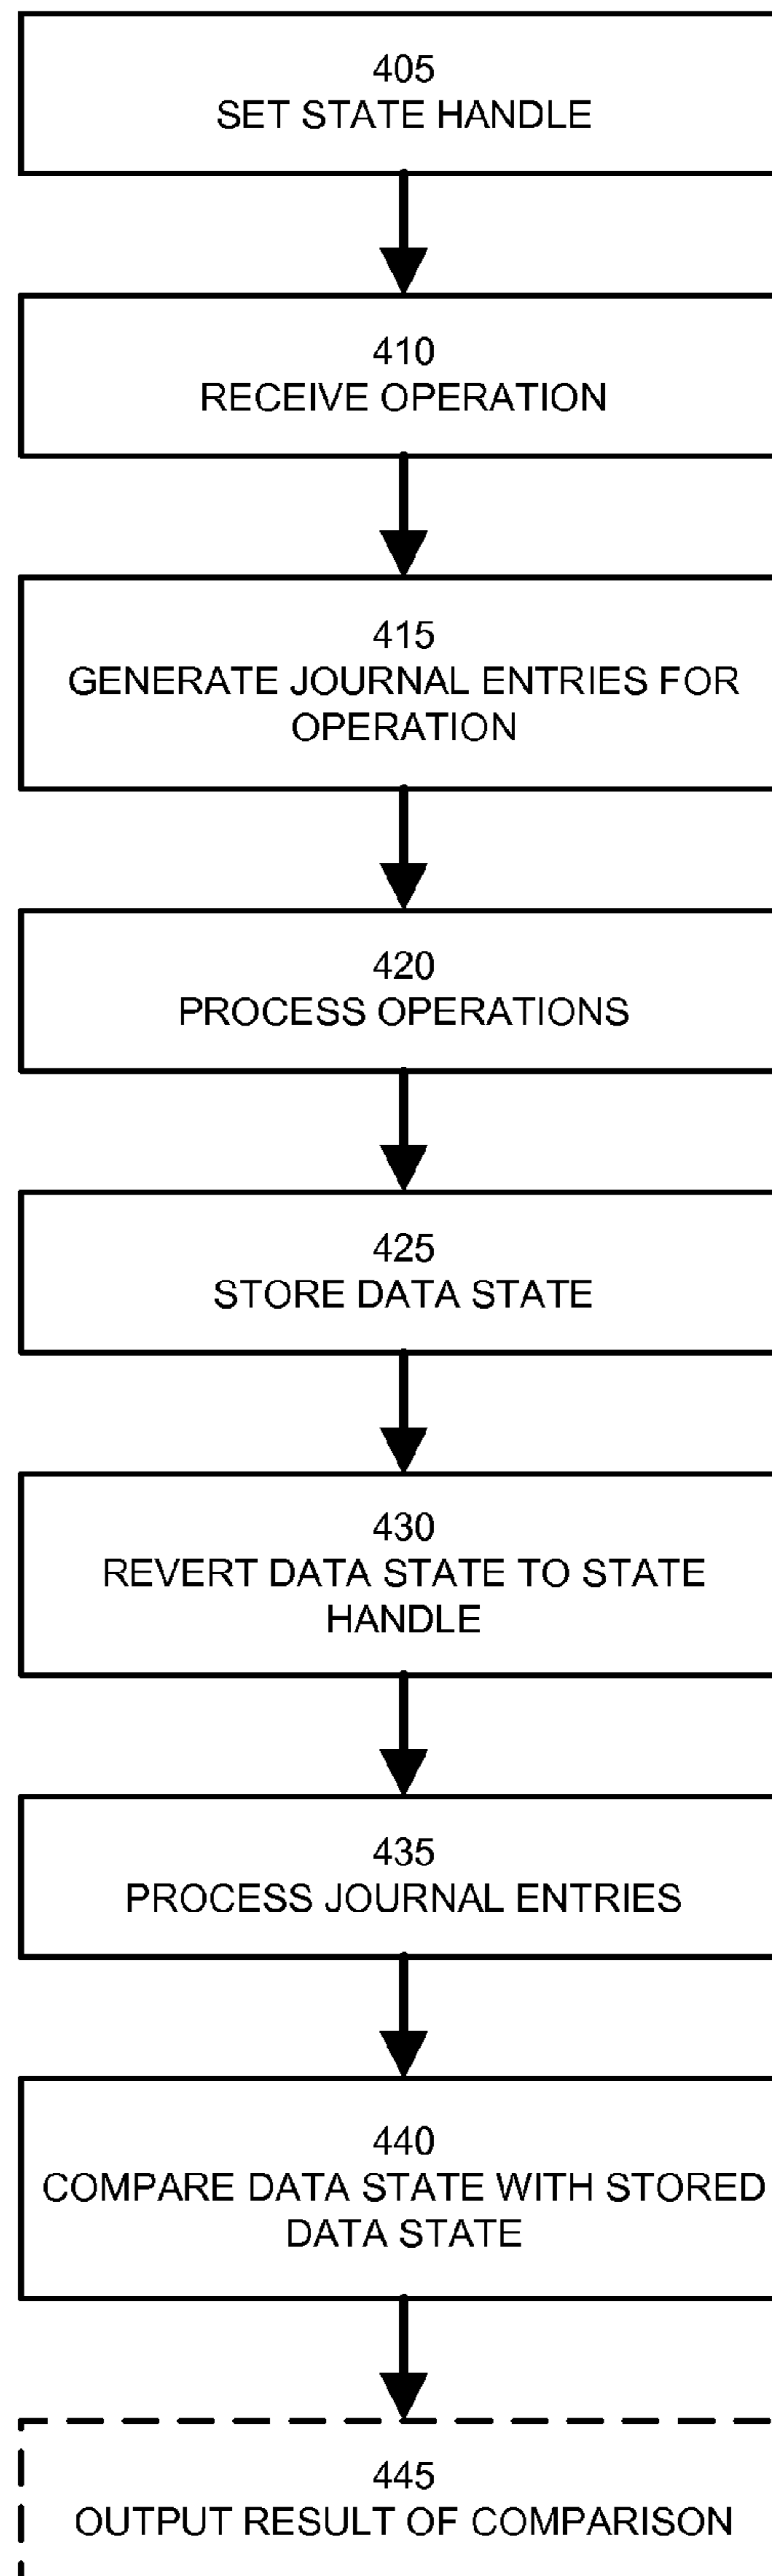 405
SET STATE HANDLE
410
RECEIVE OPERATION
415
GENERATE JOURNAL ENTRIES FOR
OPERATION
420
PROCESS OPERATIONS
425
STORE DATA STATE
430
REVERT DATA STATE TO STATE
HANDLE
435
PROCESS JOURNAL ENTRIES
440
COMPARE DATA STATE WITH STORED
DATA STATE
445
OUTPUT RESULT OF COMPARISON